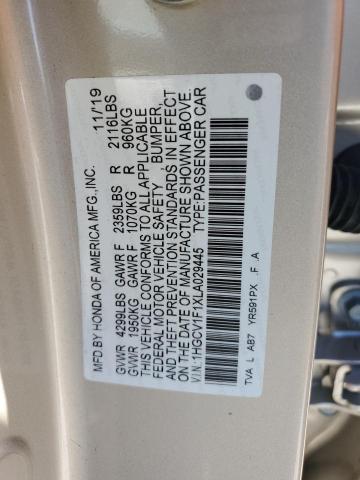 MFD. BY HONDA OF AMERICA MFG.,INC. 11/19
GVWR 4299LBS GAWR F 2359LBS R 2116LBS
GVWR 1950KG GAWR F 1070KG R 960KG
THIS VEHICLE CONFORMS TO ALL APPLICABLE
FEDERAL MOTOR VEHICLE SAFETY, BUMPER,
AND THEFT PREVENTION STANDARDS IN EFFECT
ON THE DATE OF MANUFACTURE SHOWN ABOVE.
V.I.N.:1HGCV1F1XLA029445 TYPE:PASSENGER CAR
TVA L AB7 YR591PX F A